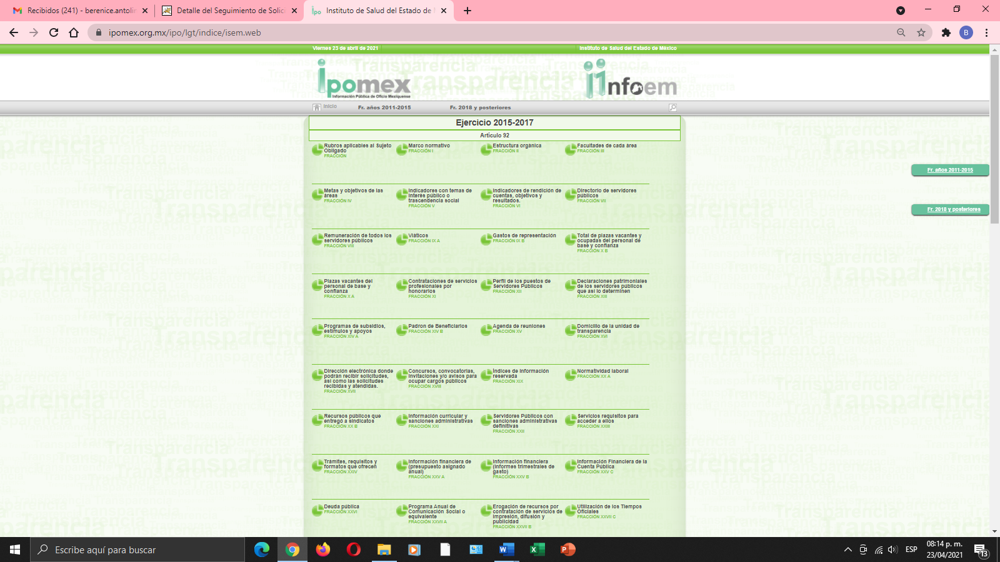 Recibidos (241) - berenice.antolin
Detalle del Seguimiento de Solici
Instituto de Salud del Estado de
ipomex.org.mx/ipo/lgt/indice/isem.web
B
Viernes 23 de abril de 2021
Instituto de Salud del Estado de México
ipomex
Información Pública de Oficio Mexiquense
infoem
Transparencia
Inicio
Fr. años 2011-2015
Fr. 2018 y posteriores
Ejercicio 2015-2017
Artículo 92
Rubros aplicables al Sujeto
Obligado
FRACCIÓN
Marco normativo
FRACCIÓN I
Estructura orgánica
FRACCIÓN II
Facultades de cada área
FRACCIÓN III
Fr. años 2011-2015
Fr. 2018 y posteriores
Metas y objetivos de las
áreas
FRACCIÓN IV
Indicadores con temas de
interés público o
trascendencia social
FRACCIÓN V
Indicadores de rendición de
cuentas, objetivos y
resultados.
FRACCIÓN VI
Directorio de servidores
públicos
FRACCIÓN VII
Remuneración de todos los
servidores públicos
FRACCIÓN VIII
Viáticos
FRACCIÓN IX A
Gastos de representación
FRACCIÓN IX B
Total de plazas vacantes y
ocupadas del personal de
base y confianza
FRACCIÓN X B
Plazas vacantes del
personal de base y
confianza
FRACCIÓN X A
Contrataciones de servicios
profesionales por
honorarios
FRACCIÓN XI
Perfil de los puestos de
Servidores Públicos
FRACCIÓN XII
Declaraciones patrimoniales
de los servidores públicos
que así lo determinen
FRACCIÓN XIII
Programas de subsidios,
estímulos y apoyos
FRACCIÓN XIV A
Padron de Beneficiarios
FRACCIÓN XIV B
Agenda de reuniones
FRACCIÓN XV
Domicilio de la unidad de
transparencia
FRACCIÓN XVI
Dirección electrónica donde
podrán recibir solicitudes,
así como las solicitudes
recibidas y atendidas.
FRACCIÓN XVII
Concursos, convocatorias,
invitaciones y/o avisos para
ocupar cargos públicos
FRACCIÓN XVIII
Índices de información
reservada
FRACCIÓN XIX
Normatividad laboral
FRACCIÓN XX A
Recursos públicos que
entregó a sindicatos
FRACCIÓN XX B
Información curricular y
sanciones administrativas
FRACCIÓN XXI
Servidores Públicos con
sanciones administrativas
definitivas
FRACCIÓN XXII
Servicios requisitos para
acceder a ellos
FRACCIÓN XXIII
Trámites, requisitos y
formatos que ofrecen
FRACCIÓN XXIV
Información financiera de
(presupuesto asignado
anual)
FRACCIÓN XXV A
Información financiera
(informes trimestrales de
gasto)
FRACCIÓN XXV B
Información Financiera de la
Cuenta Pública
FRACCIÓN XXV C
Deuda pública
FRACCIÓN XXVI
Programa Anual de
Comunicación Social o
equivalente
FRACCIÓN XXVII A
Erogación de recursos por
contratación de servicios de
impresión, difusión y
publicidad
FRACCIÓN XXVII B
Utilización de los Tiempos
Oficiales
FRACCIÓN XXVII C
Escribe aquí para buscar
ESP
08:14 p. m.
23/04/2021
13